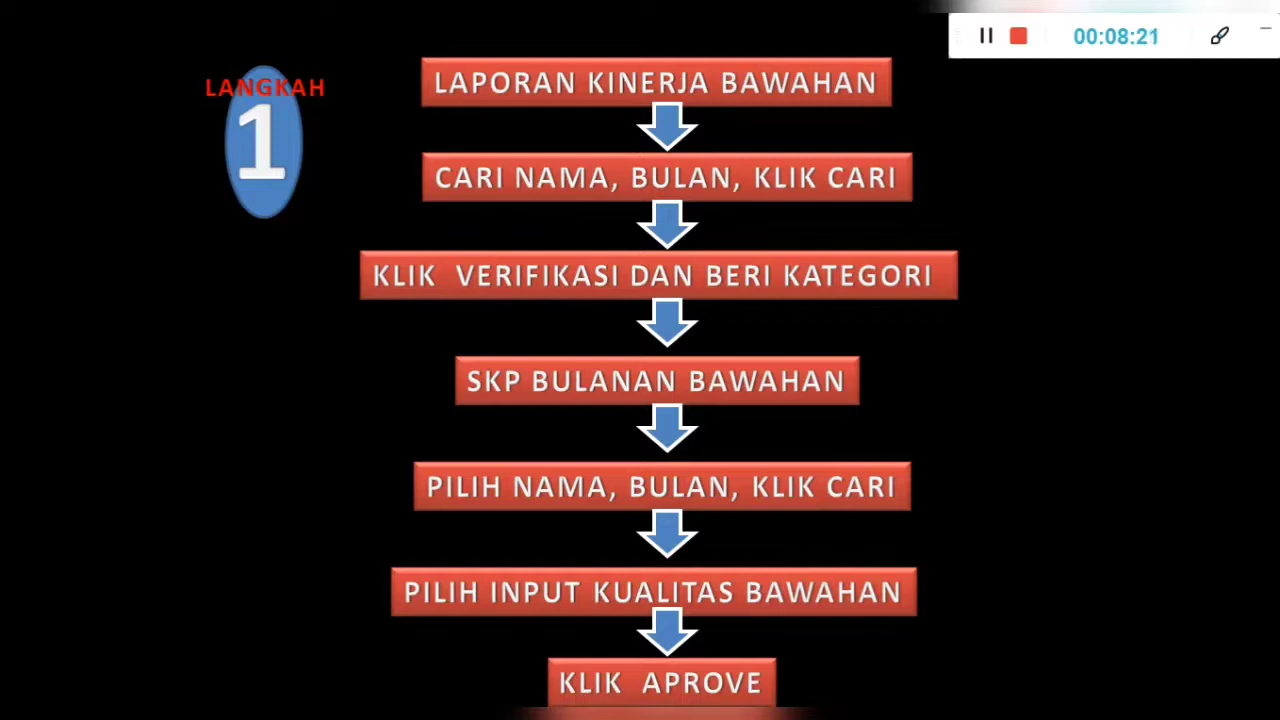 00:08:21
LANGKAH
1
LAPORAN KINERJA BAWAHAN
CARI NAMA, BULAN, KLIK CARI
KLIK VERIFIKASI DAN BERI KATEGORI
SKP BULANAN BAWAHAN
PILIH NAMA, BULAN, KLIK CARI
PILIH INPUT KUALITAS BAWAHAN
KLIK APROVE